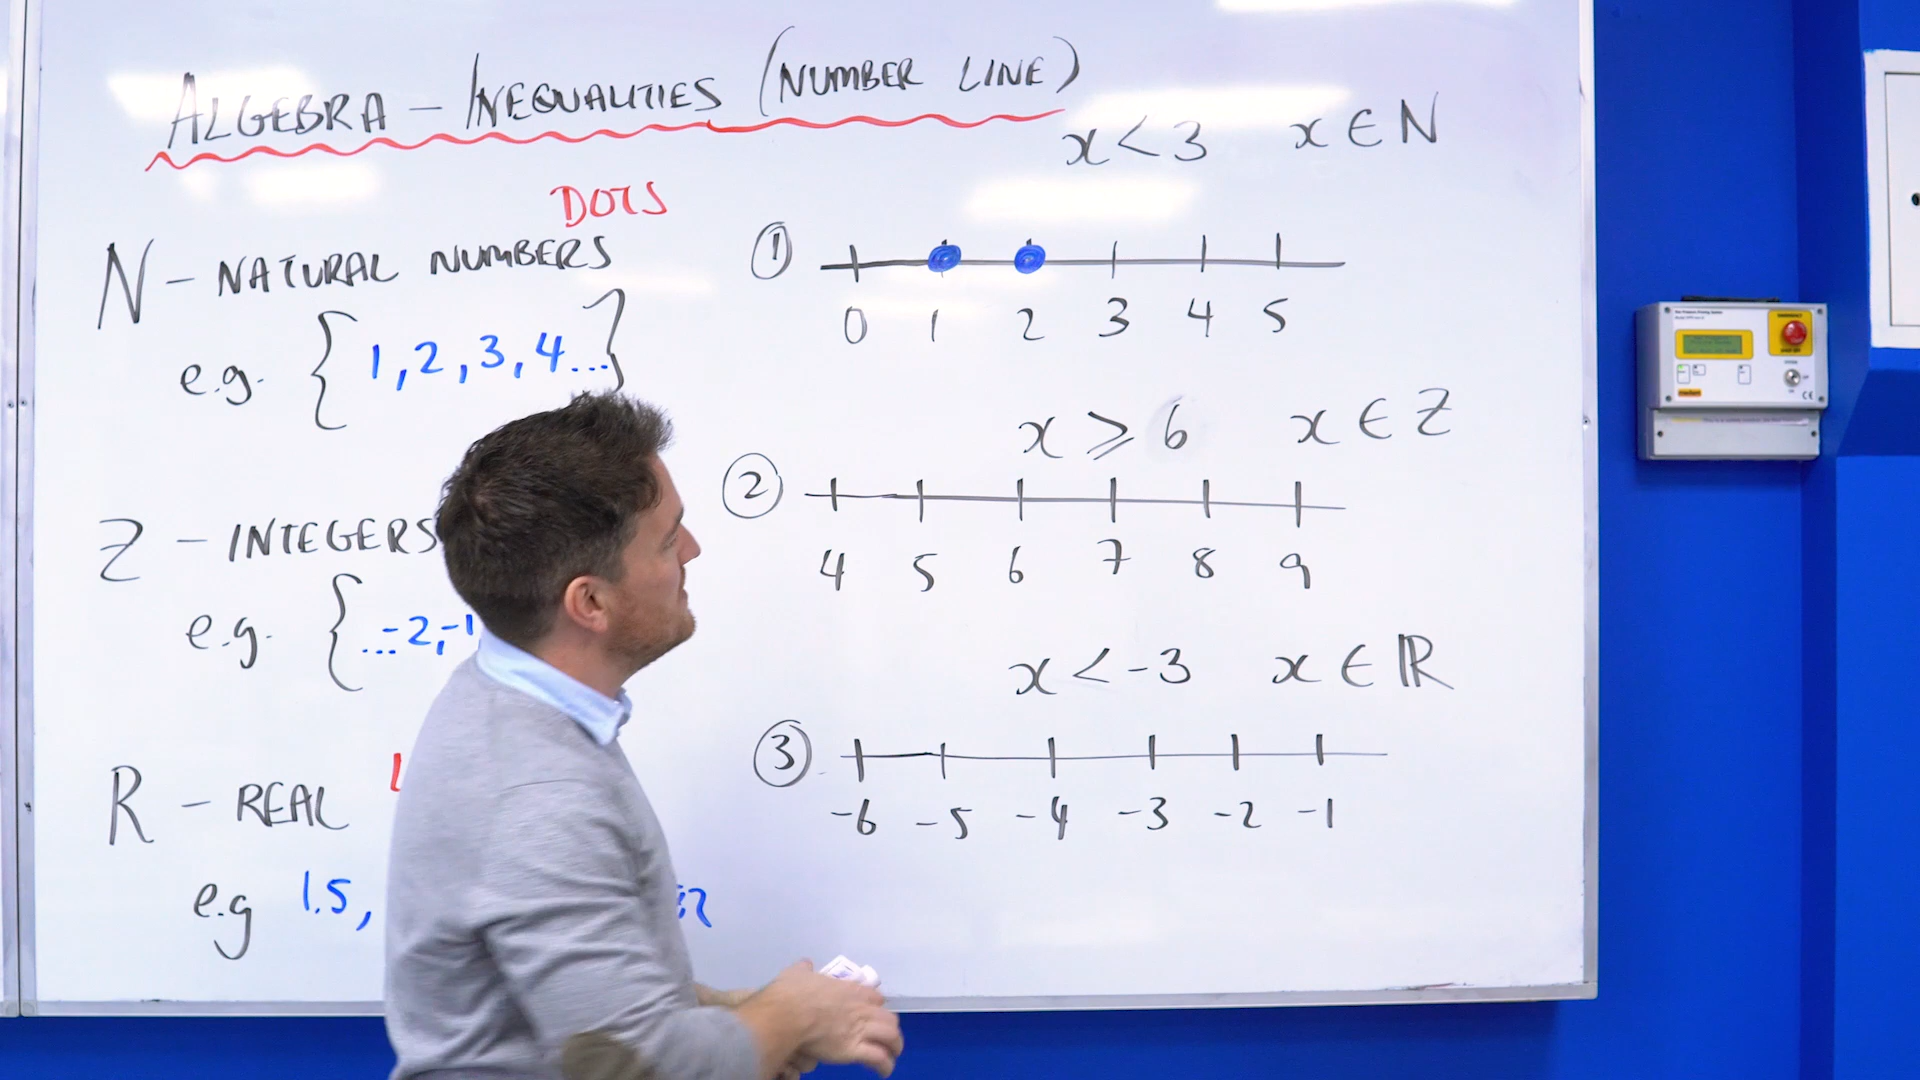 ALGEBRA – INEQUALITIES (NUMBER LINE)
DOTS
N – NATURAL NUMBERS
e.g. { 1, 2, 3, 4...}
Z – INTEGERS
e.g. {...-2,-1
R – REAL
e.g 1.5,
x < 3 x ∈ N
①
0 1 2 3 4 5
x ⩾ 6 x ∈ Z
②
4 5 6 7 8 9
x < -3 x ∈ ℝ
③
-6 -5 -4 -3 -2 -1